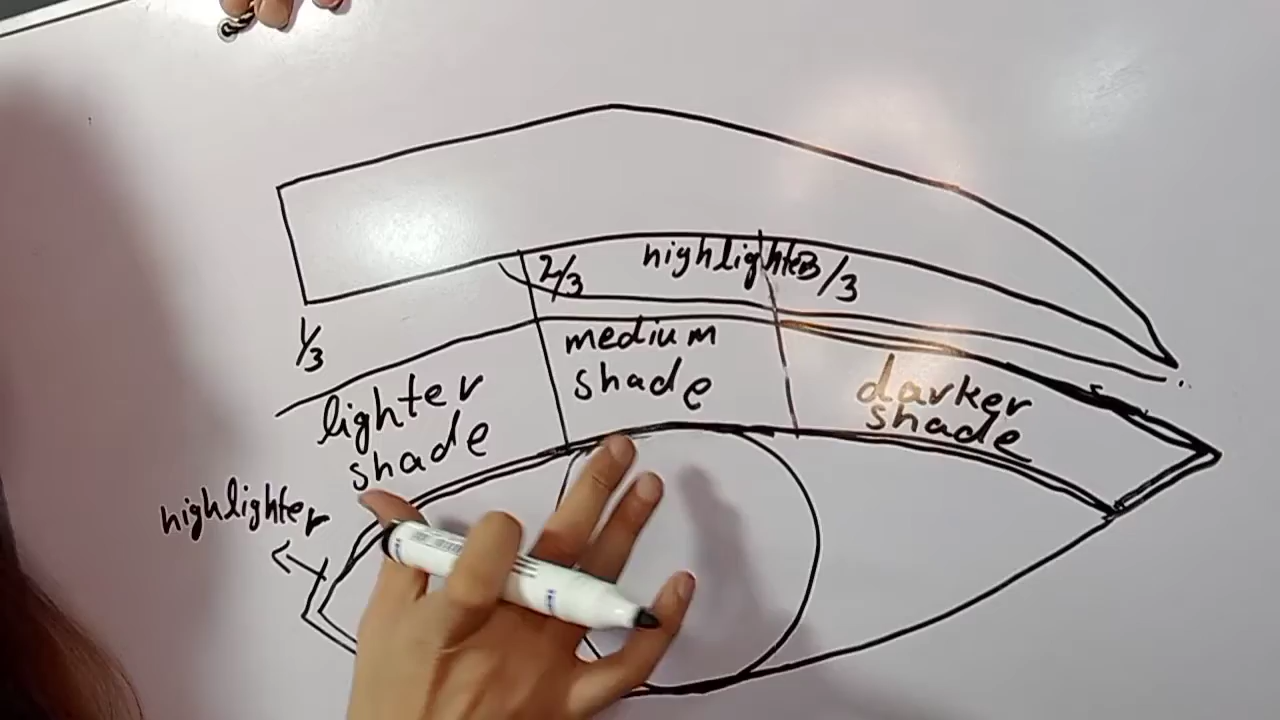 highlighter
2/3
3/3
1/3
medium
shade
lighter
shade
darker
shade
highlighter